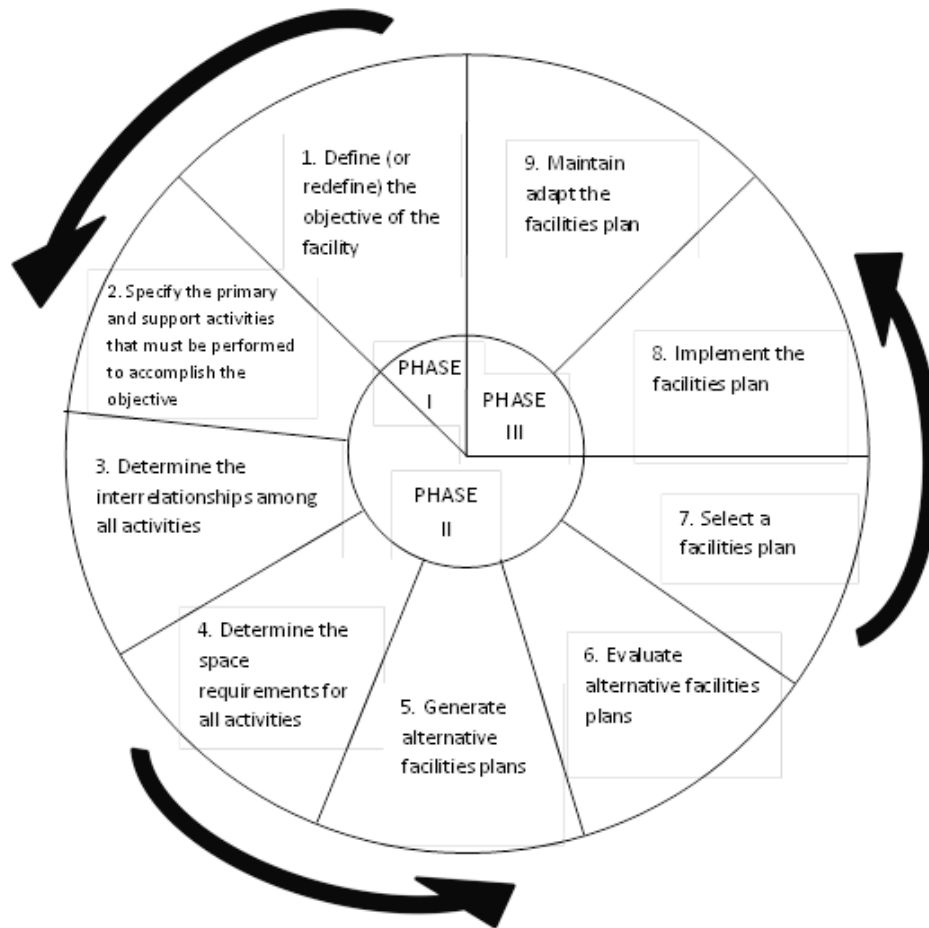 1. Define (or
redefine) the
objective of the
facility
2. Specify the primary
and support activities
that must be performed
to accomplish the
objective
3. Determine the
interrelationships among
all activities
4. Determine the
space
requirements for
all activities
5. Generate
alternative
facilities plans
6. Evaluate
alternative facilities
plans
7. Select a
facilities plan
8. Implement the
facilities plan
9. Maintain
adapt the
facilities plan
PHASE
I
PHASE
II
PHASE
III